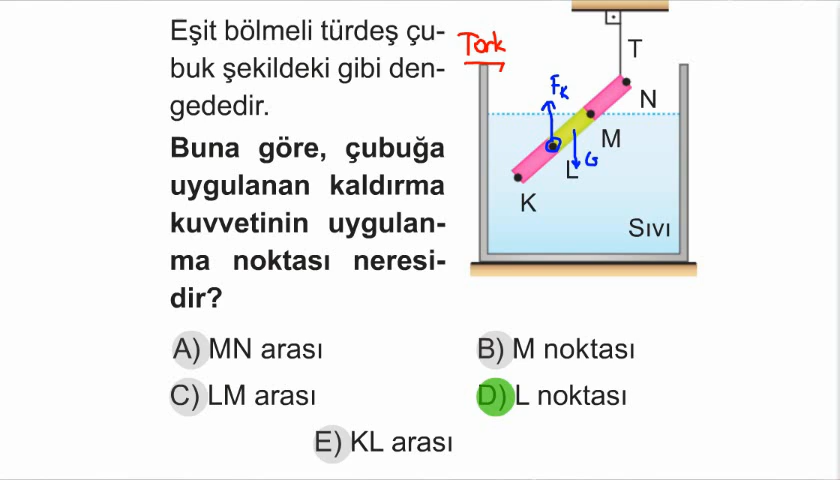 Eşit bölmeli türdeş çu-
buk şekildeki gibi den-
gededir.
Buna göre, çubuğa
uygulanan kaldırma
kuvvetinin uygulan-
ma noktası neresi-
dir?
Tork
T
N
FK
M
L
G
K
Sıvı
A) MN arası
B) M noktası
C) LM arası
D) L noktası
E) KL arası